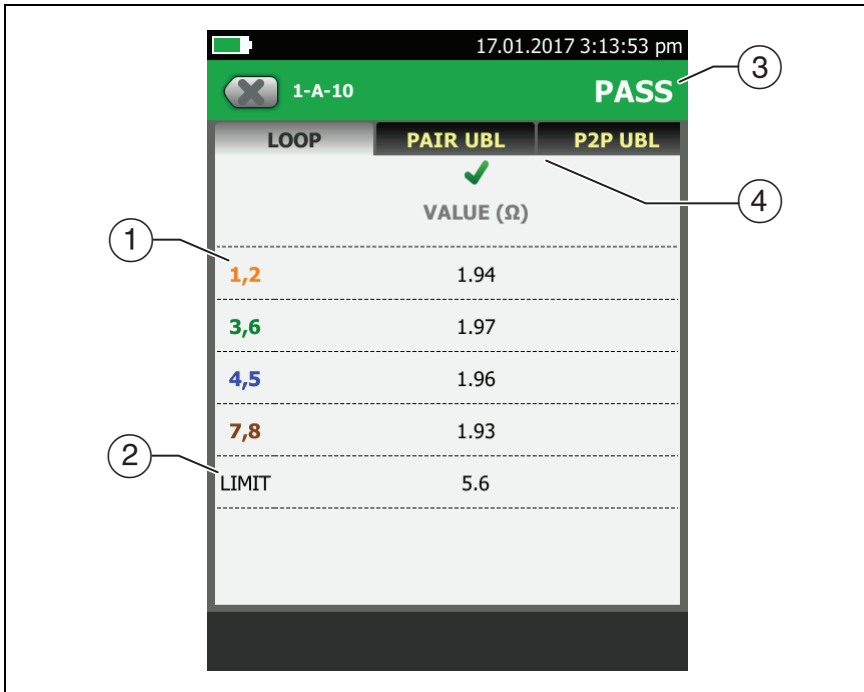 17.01.2017 3:13:53 pm
1-A-10 PASS
3
LOOP PAIR UBL P2P UBL
4
VALUE (Ω)
1
1,2 1.94
3,6 1.97
4,5 1.96
7,8 1.93
2
LIMIT 5.6